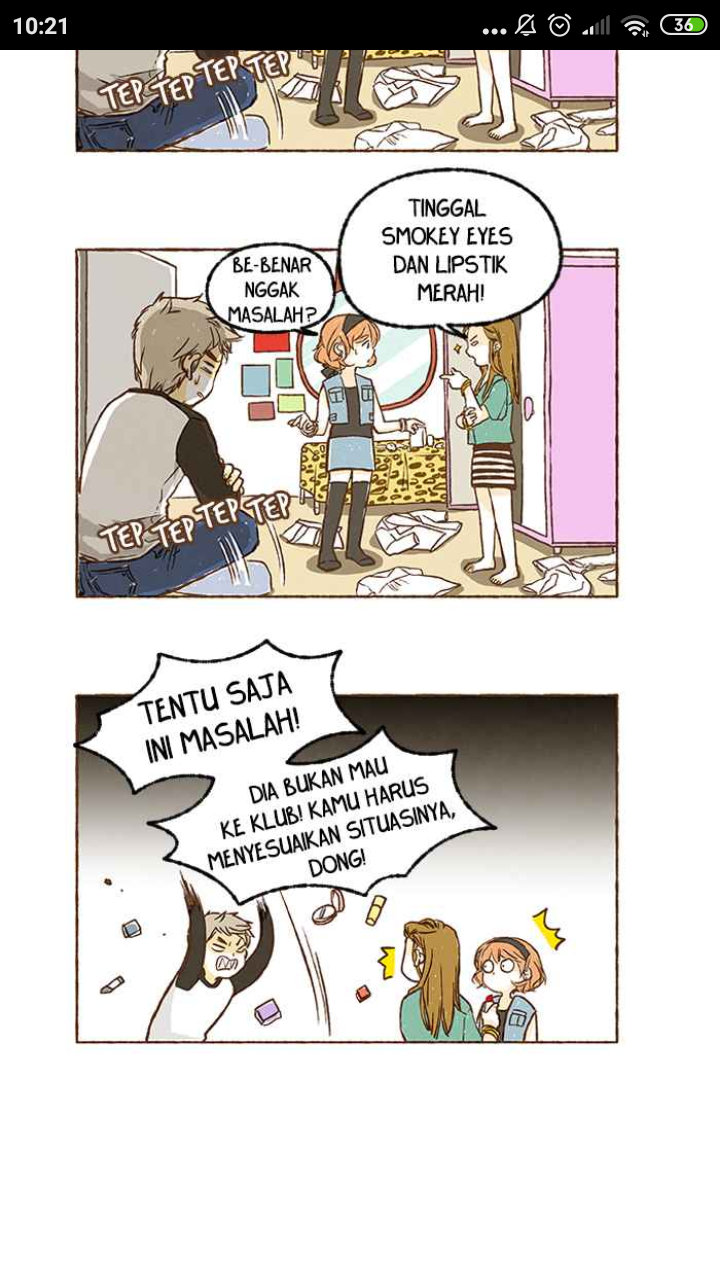 10:21
36
TEP TEP TEP TEP
TINGGAL
SMOKEY EYES
DAN LIPSTIK
MERAH!
BE-BENAR
NGGAK
MASALAH?
TEP TEP TEP TEP
TENTU SAJA
INI MASALAH!
DIA BUKAN MAU
KE KLUB! KAMU HARUS
MENYESUAIKAN SITUASINYA,
DONG!